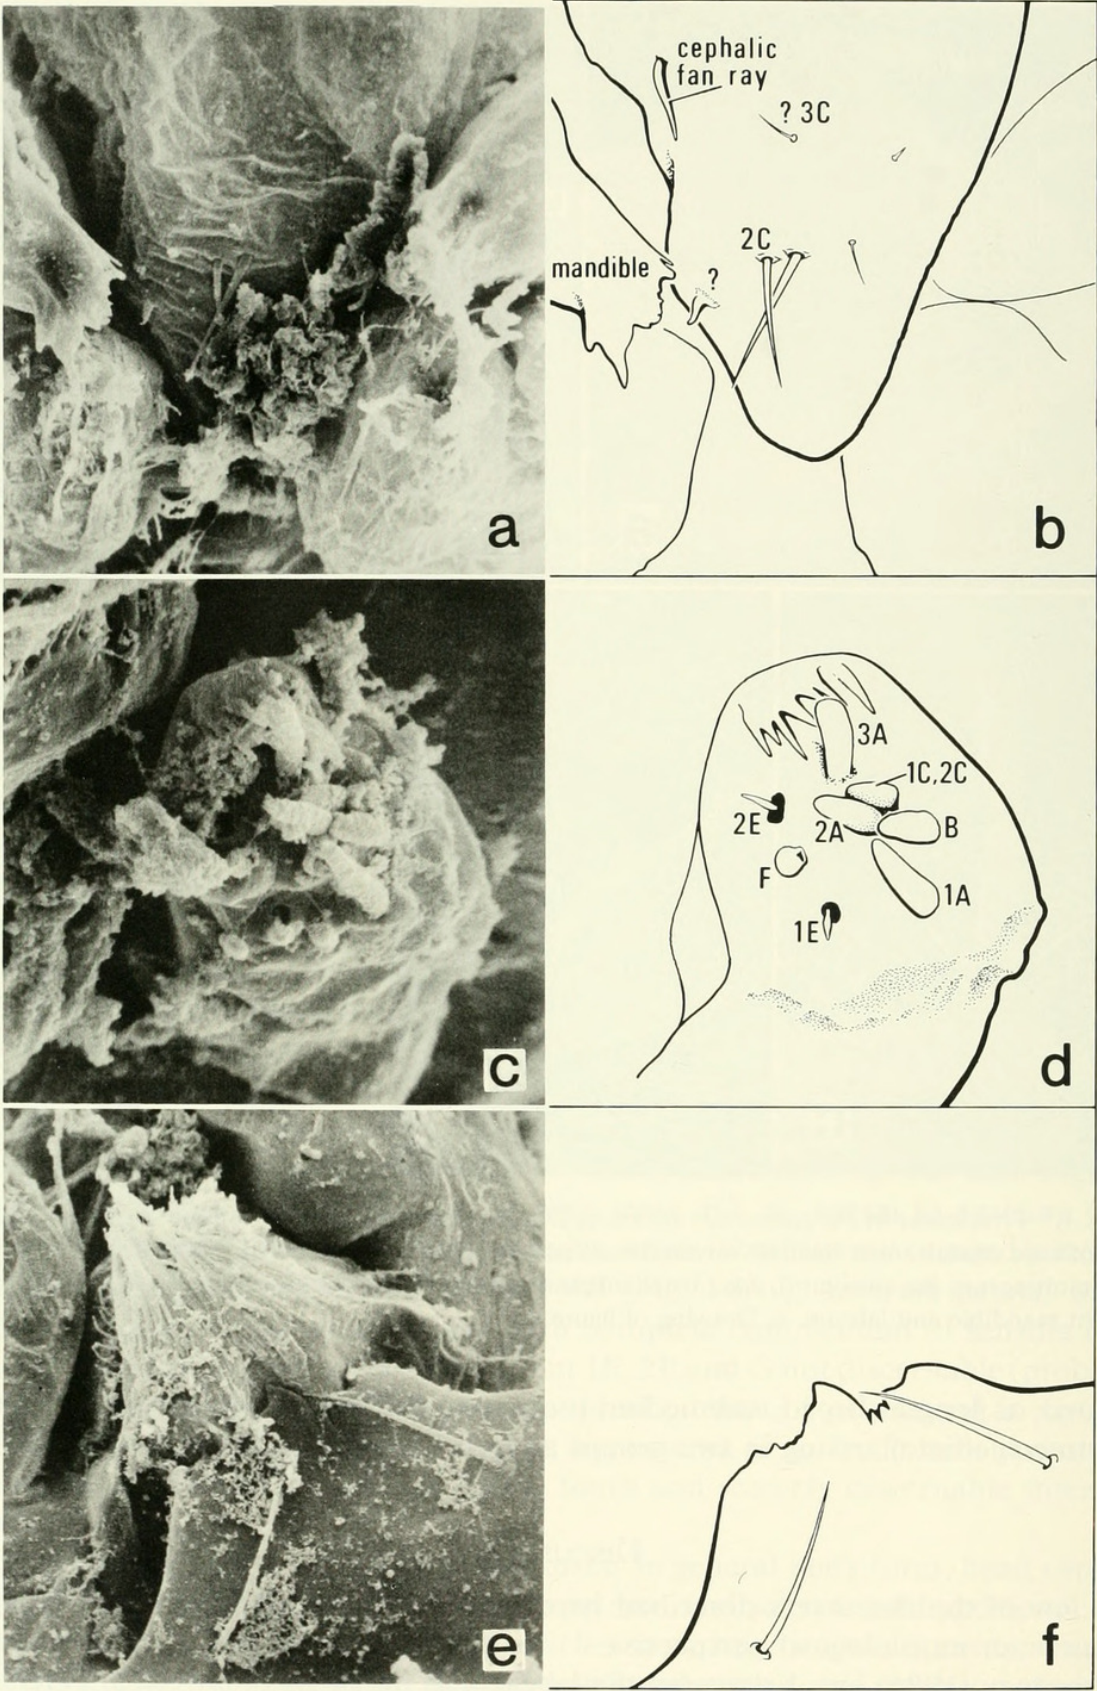 cephalic
fan ray
? 3C
2C
mandible
?
a
b
3A
1C,2C
2E
2A
B
F
1A
1E
c
d
e
f